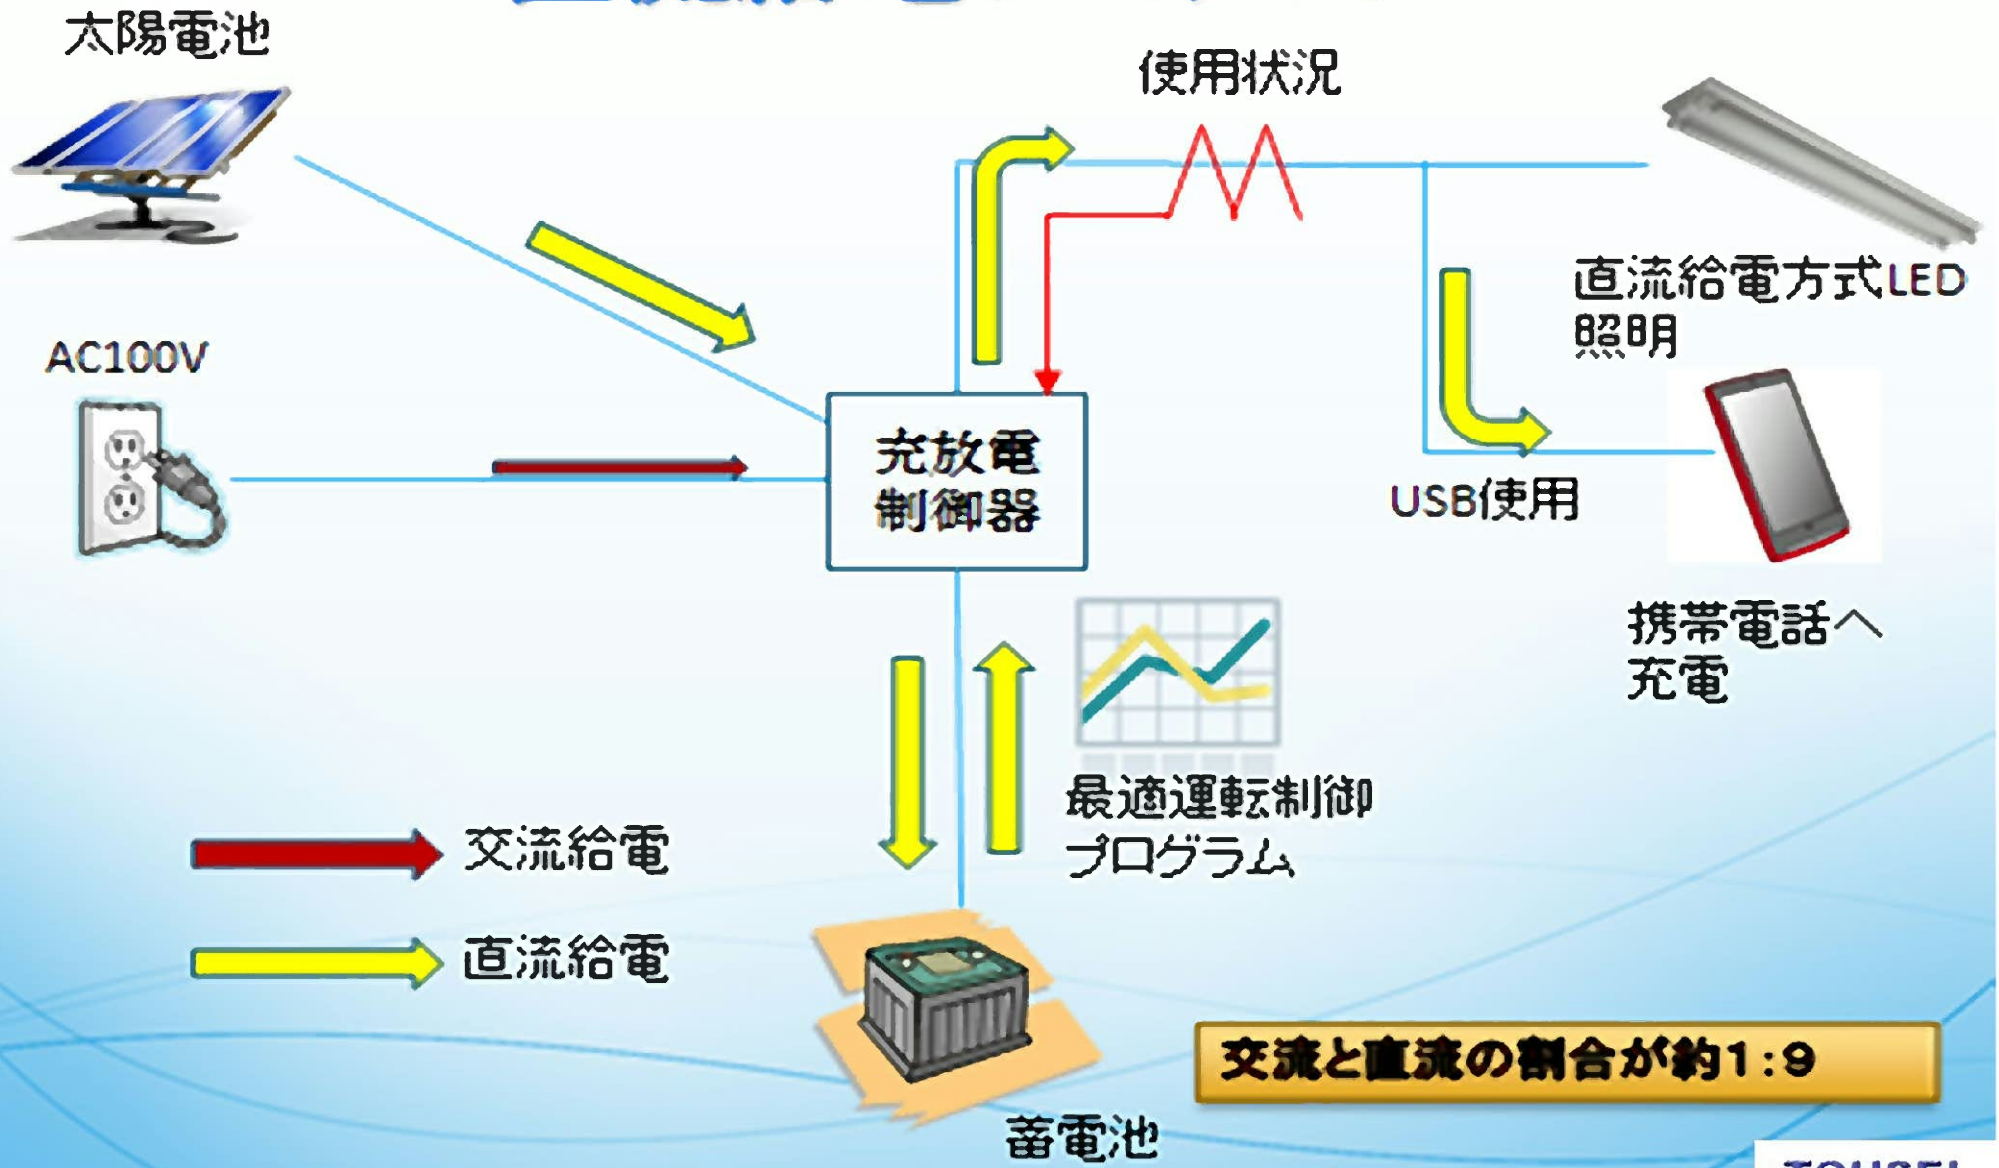 太陽電池
使用状況
直流給電方式LED
照明
AC100V
充放電
制御器
USB使用
携帯電話へ
充電
最適運転制御
プログラム
交流給電
直流給電
交流と直流の割合が約1:9
蓄電池